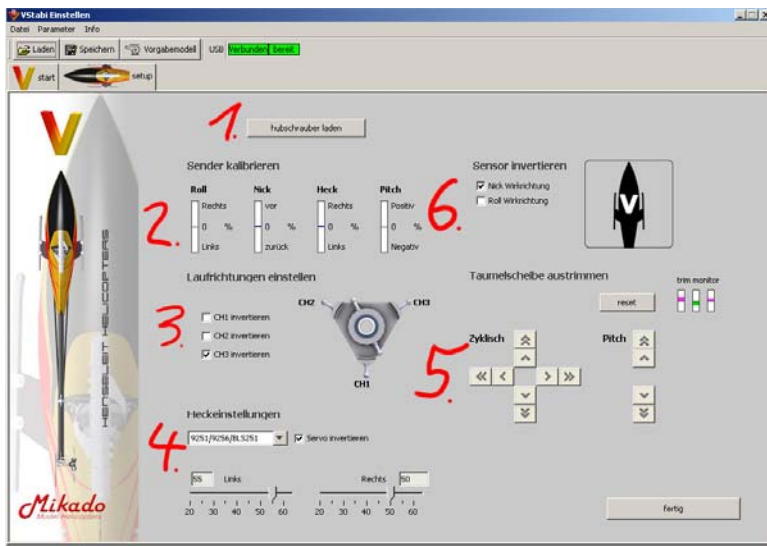 VStabi Einstellen
Datei Parameter Info
Laden Speichern Vorgabemodell USB Verbunden bereit
V start setup
1. hubschrauber laden
Sender kalibrieren
2.
Roll Nick Heck Pitch
Rechts vor Rechts Positiv
0 % 0 % 0 % 0 %
Links zurück Links Negativ
Sensor invertieren
6.
Nick Wirkrichtung
Roll Wirkrichtung
V
Laufrichtungen einstellen
3.
CH1 invertieren
CH2 invertieren
CH3 invertieren
CH2 CH3
CH1
Taumelscheibe austrimmen
reset
trim monitor
5.
Zyklisch Pitch
Heckeinstellungen
4.
9251/9256/BLS251 Servo invertieren
55 Links Rechts 50
20 30 40 50 60 20 30 40 50 60
fertig
V
HENSELEIT HELICOPTERS
Mikado
Model Helicopters